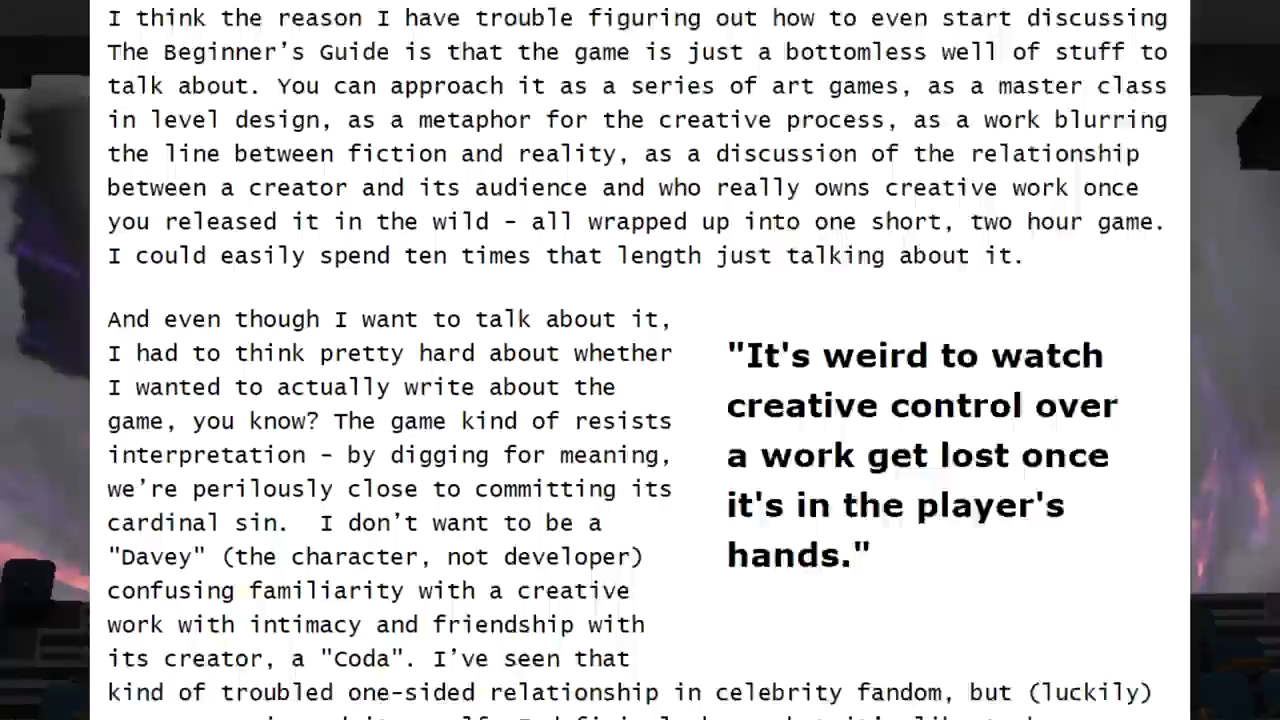 I think the reason I have trouble figuring out how to even start discussing
The Beginner’s Guide is that the game is just a bottomless well of stuff to
talk about. You can approach it as a series of art games, as a master class
in level design, as a metaphor for the creative process, as a work blurring
the line between fiction and reality, as a discussion of the relationship
between a creator and its audience and who really owns creative work once
you released it in the wild – all wrapped up into one short, two hour game.
I could easily spend ten times that length just talking about it.
And even though I want to talk about it,
I had to think pretty hard about whether
I wanted to actually write about the
game, you know? The game kind of resists
interpretation – by digging for meaning,
we’re perilously close to committing its
cardinal sin.  I don’t want to be a
"Davey" (the character, not developer)
confusing familiarity with a creative
work with intimacy and friendship with
its creator, a "Coda". I’ve seen that
kind of troubled one-sided relationship in celebrity fandom, but (luckily)
"It's weird to watch
creative control over
a work get lost once
it's in the player's
hands."